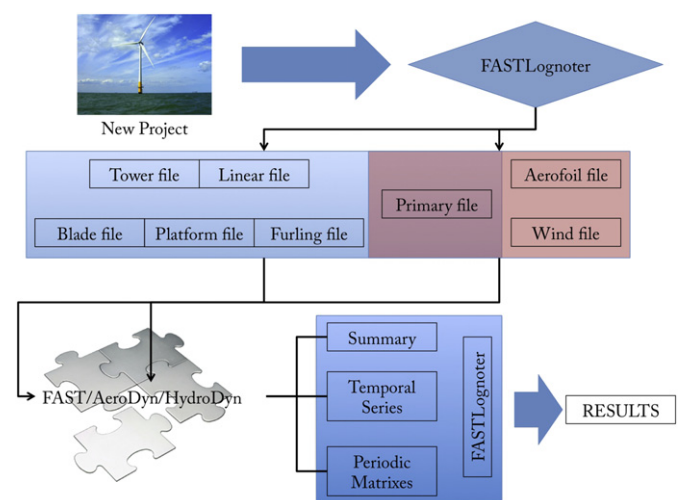 FASTLognoter
New Project
Tower file
Linear file
Aerofoil file
Primary file
Blade file
Platform file
Furling file
Wind file
Summary
FAST/AeroDyn/HydroDyn
Temporal
Series
FASTLognoter
RESULTS
Periodic
Matrixes